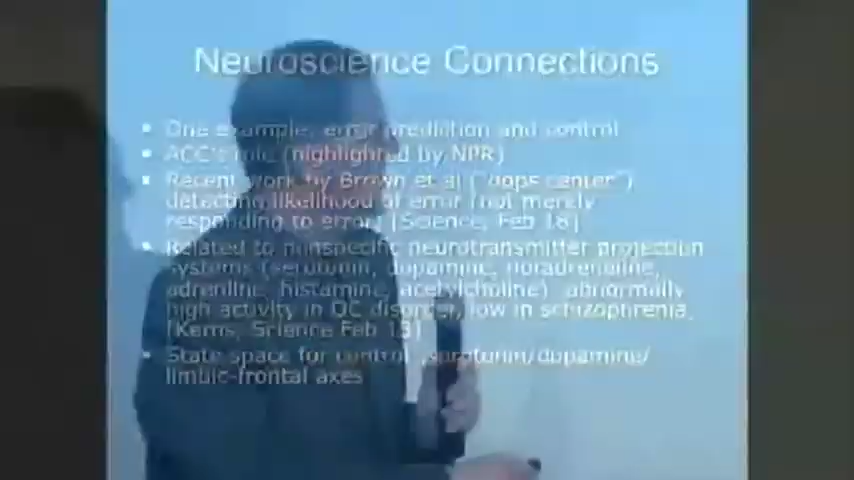 Neuroscience Connections
• One example: error prediction and control
• ACC's role (highlighted by NPR)
• Recent work by Brown et al ("oops center")
detecting likelihood of error (not merely
responding to error) [Science, Feb 18]
• Related to nonspecific neurotransmitter projection
systems (serotonin, dopamine, noradrenaline,
adrenline, histamine, acetylcholine) abnormally
high activity in OC disorder, low in schizophrenia,
[Kerns, Science Feb 13]
• State space for control serotonin/dopamine/
limbic-frontal axes